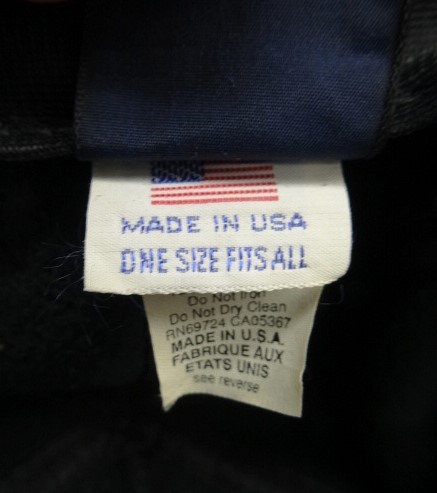 MADE IN USA
ONE SIZE FITS ALL
Do Not Iron
Do Not Dry Clean
RN69724 CA05367
MADE IN U.S.A.
FABRIQUE AUX
ETATS UNIS
see reverse